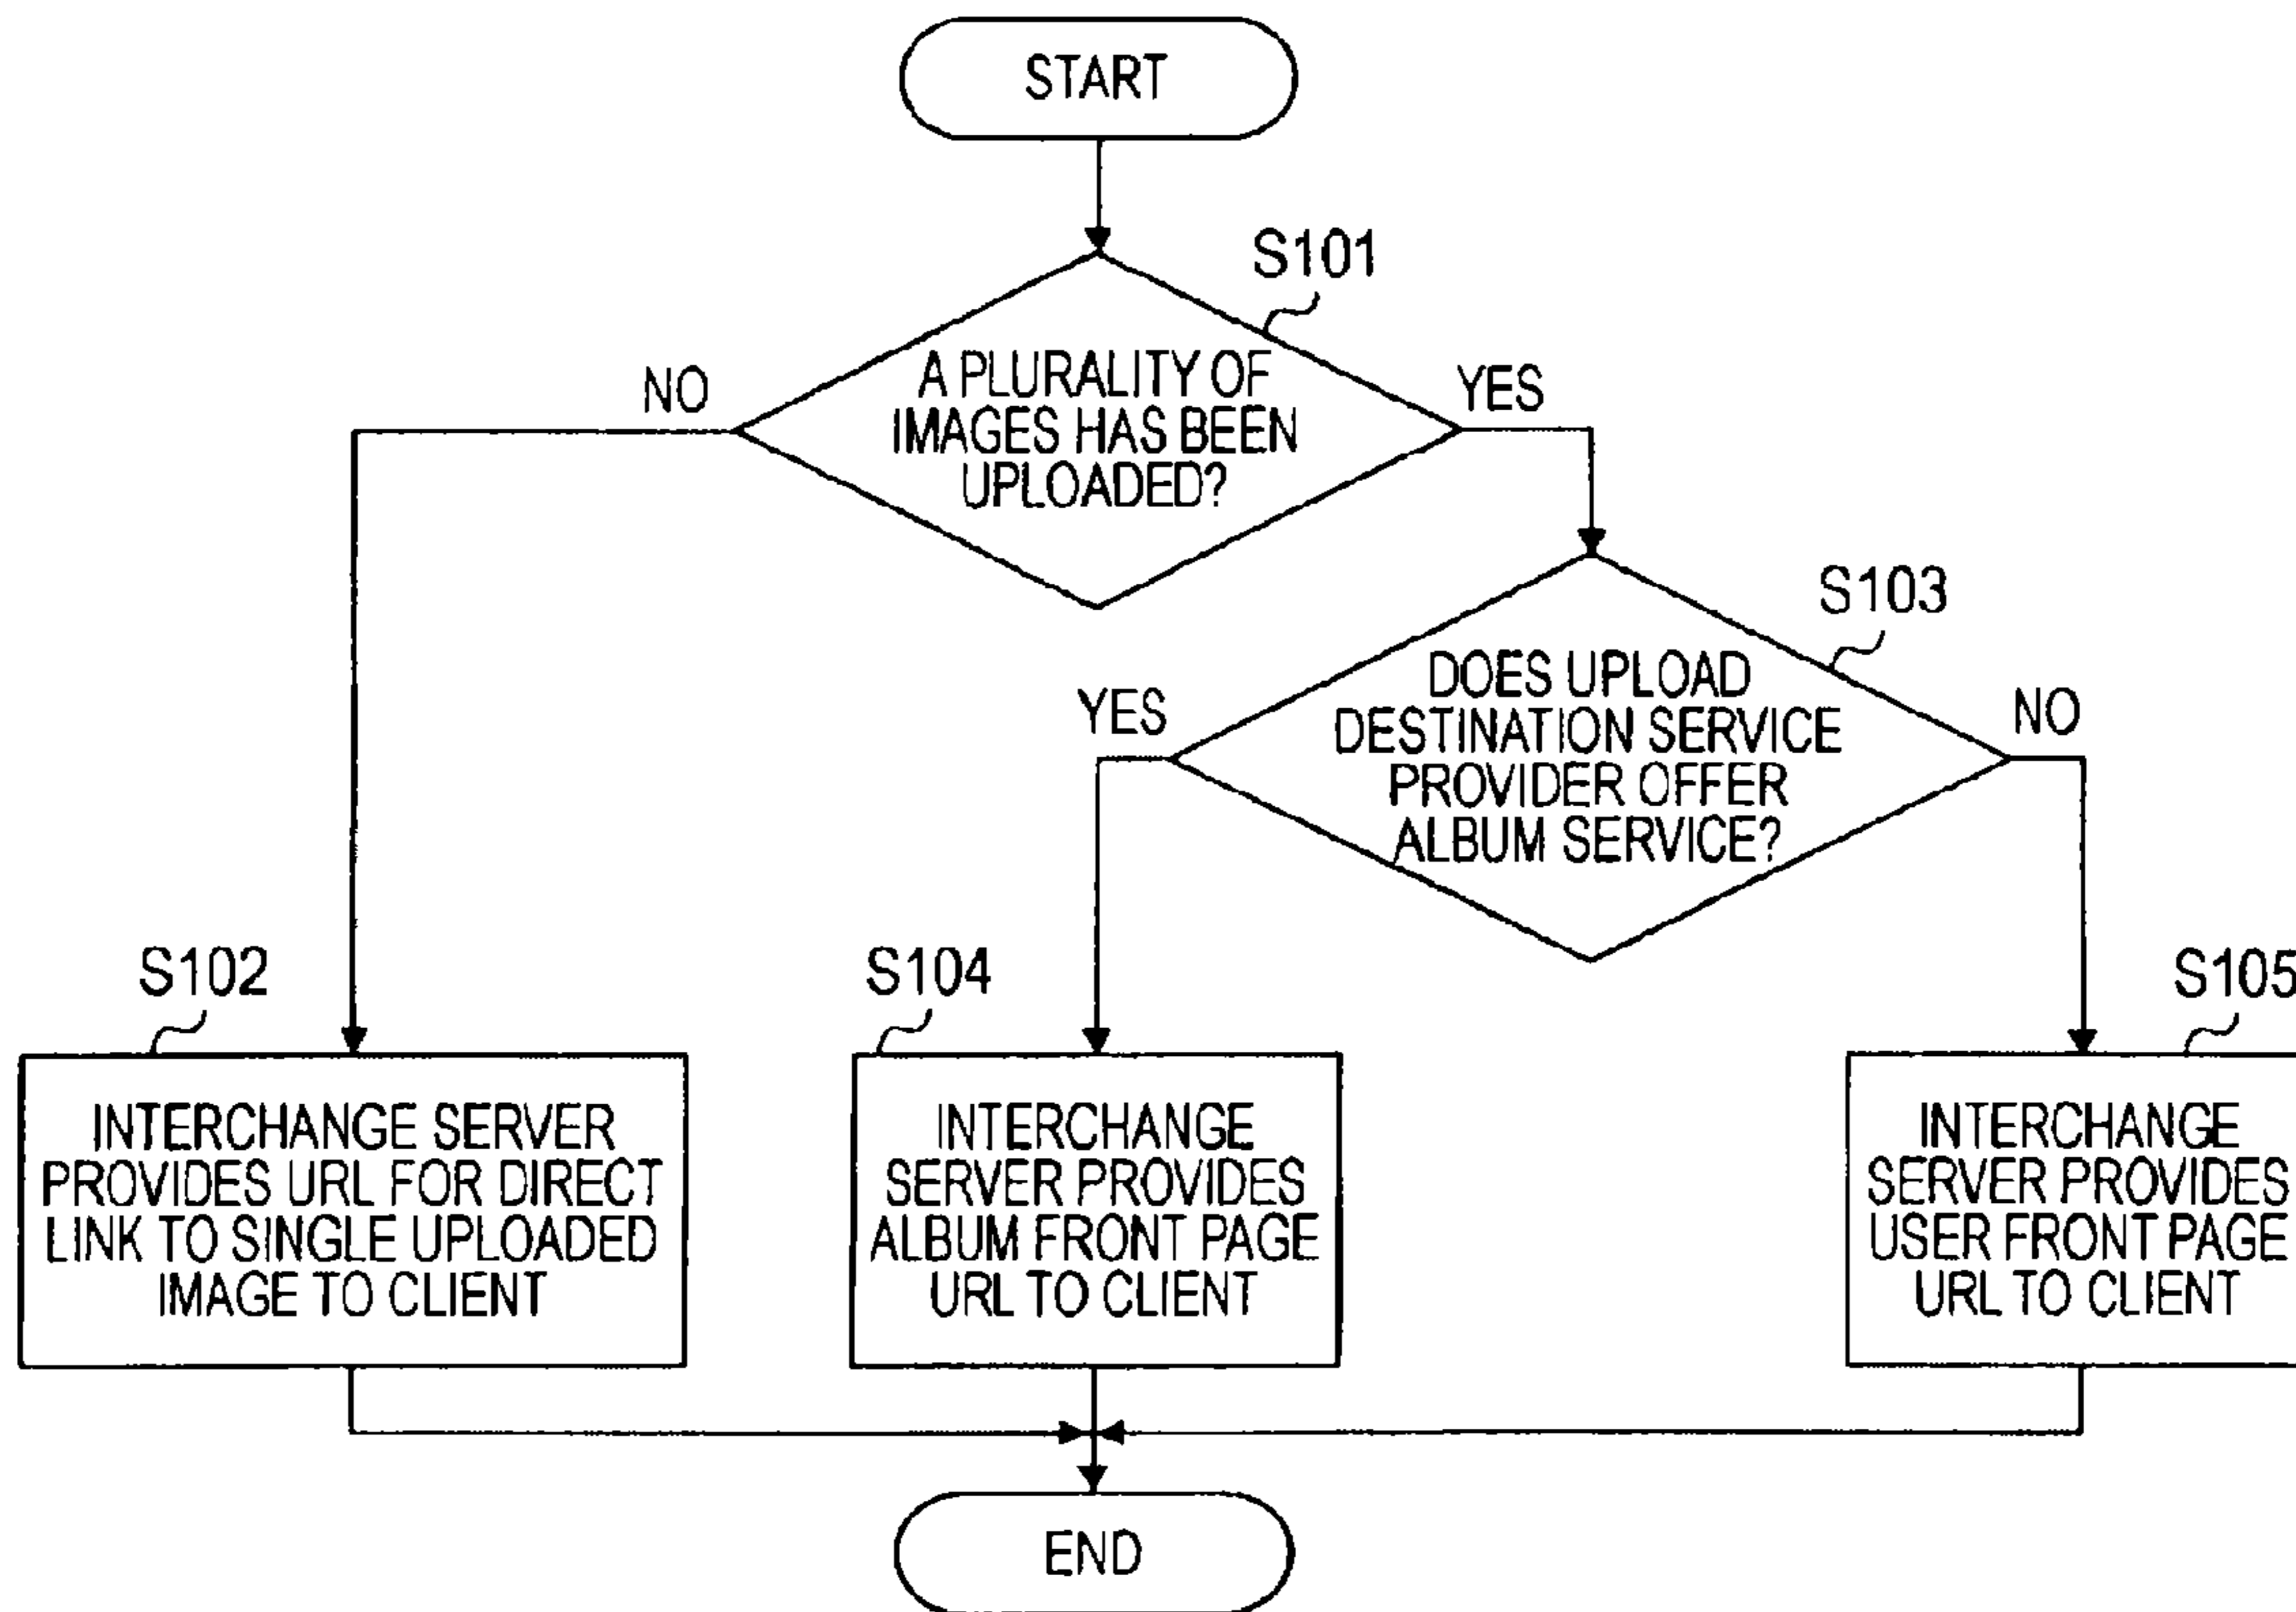 START
S101
A PLURALITY OF
IMAGES HAS BEEN
UPLOADED?
NO
YES
S103
DOES UPLOAD
DESTINATION SERVICE
PROVIDER OFFER
ALBUM SERVICE?
YES
NO
S102
INTERCHANGE SERVER
PROVIDES URL FOR DIRECT
LINK TO SINGLE UPLOADED
IMAGE TO CLIENT
S104
INTERCHANGE
SERVER PROVIDES
ALBUM FRONT PAGE
URL TO CLIENT
S105
INTERCHANGE
SERVER PROVIDES
USER FRONT PAGE
URL TO CLIENT
END